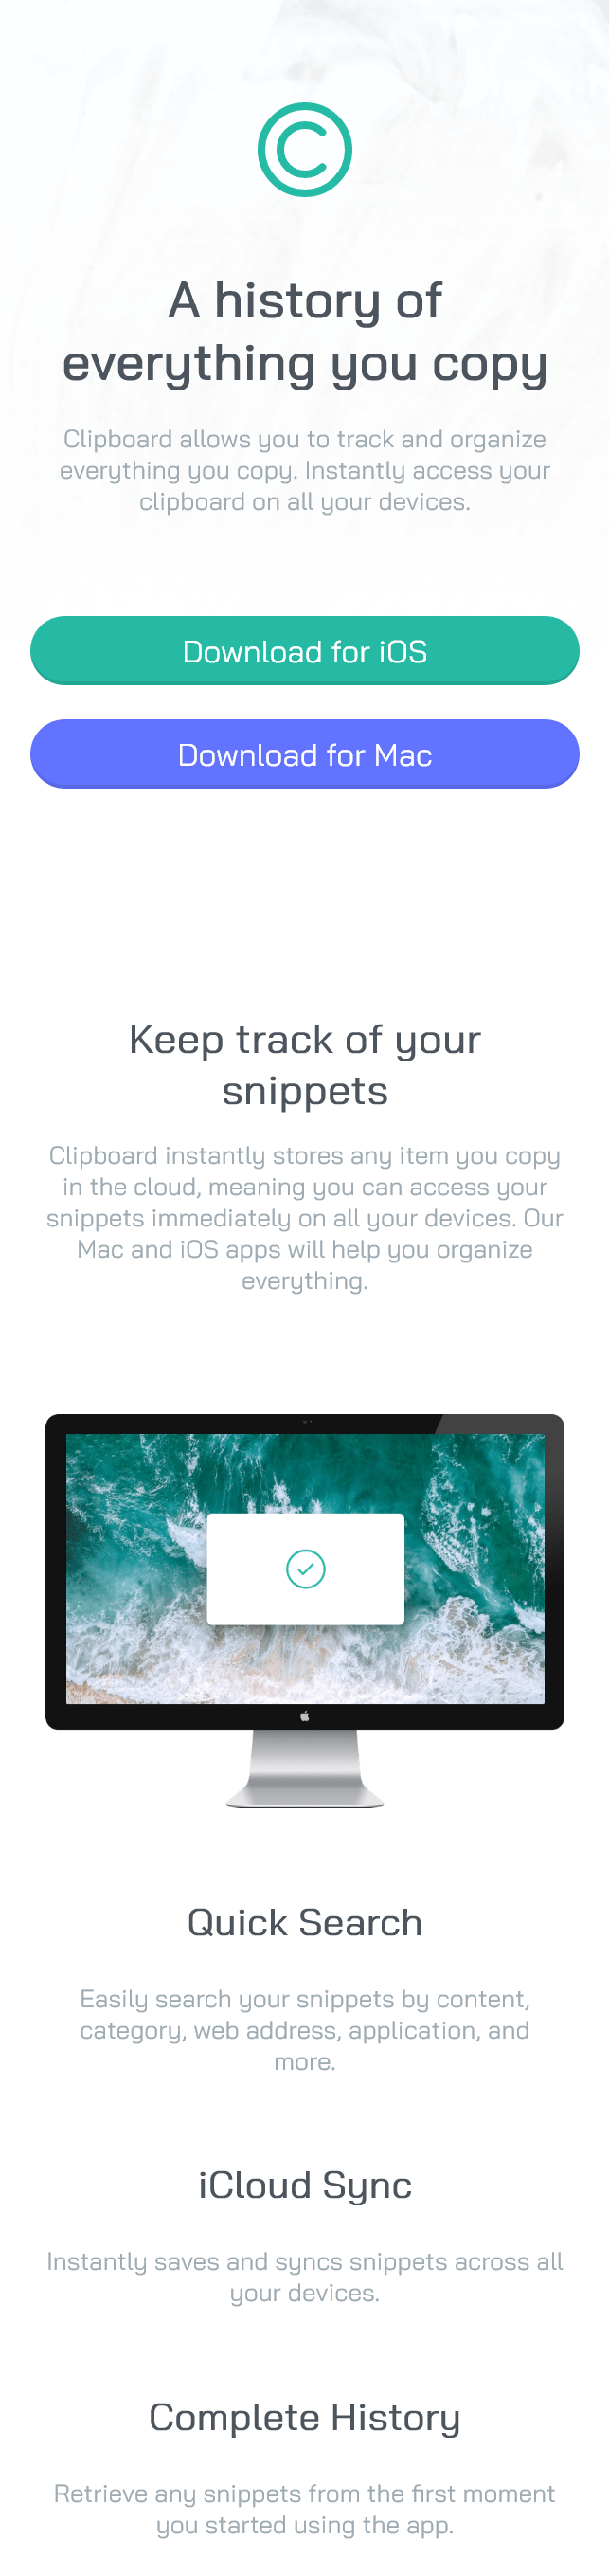 A history of
everything you copy
Clipboard allows you to track and organize
everything you copy. Instantly access your
clipboard on all your devices.
Download for iOS
Download for Mac
Keep track of your
snippets
Clipboard instantly stores any item you copy
in the cloud, meaning you can access your
snippets immediately on all your devices. Our
Mac and iOS apps will help you organize
everything.
Quick Search
Easily search your snippets by content,
category, web address, application, and
more.
iCloud Sync
Instantly saves and syncs snippets across all
your devices.
Complete History
Retrieve any snippets from the first moment
you started using the app.